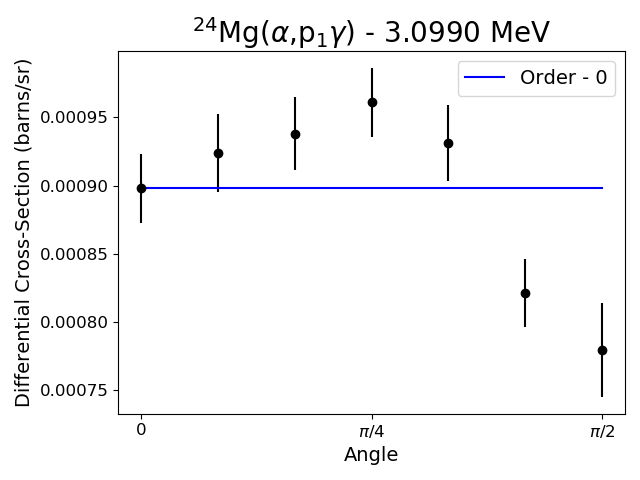 ²⁴Mg(α,p₁γ) - 3.0990 MeV
Order - 0
Differential Cross-Section (barns/sr)
0.00095
0.00090
0.00085
0.00080
0.00075
0
π/4
π/2
Angle